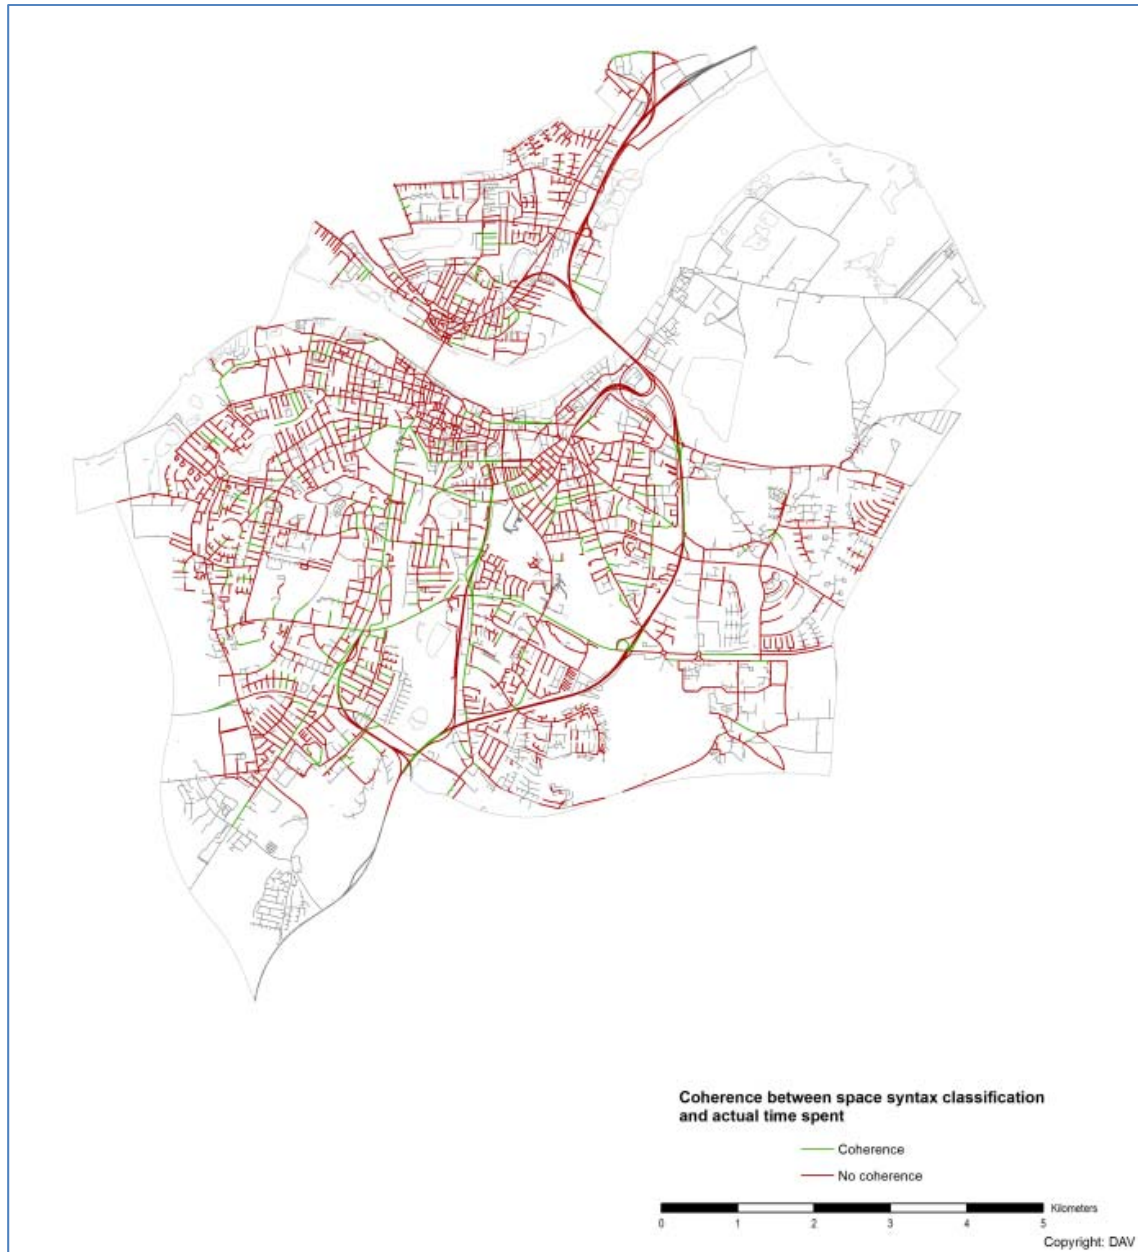 Coherence between space syntax classification
and actual time spent
Coherence
No coherence
Kilometers
0 1 2 3 4 5
Copyright: DAV